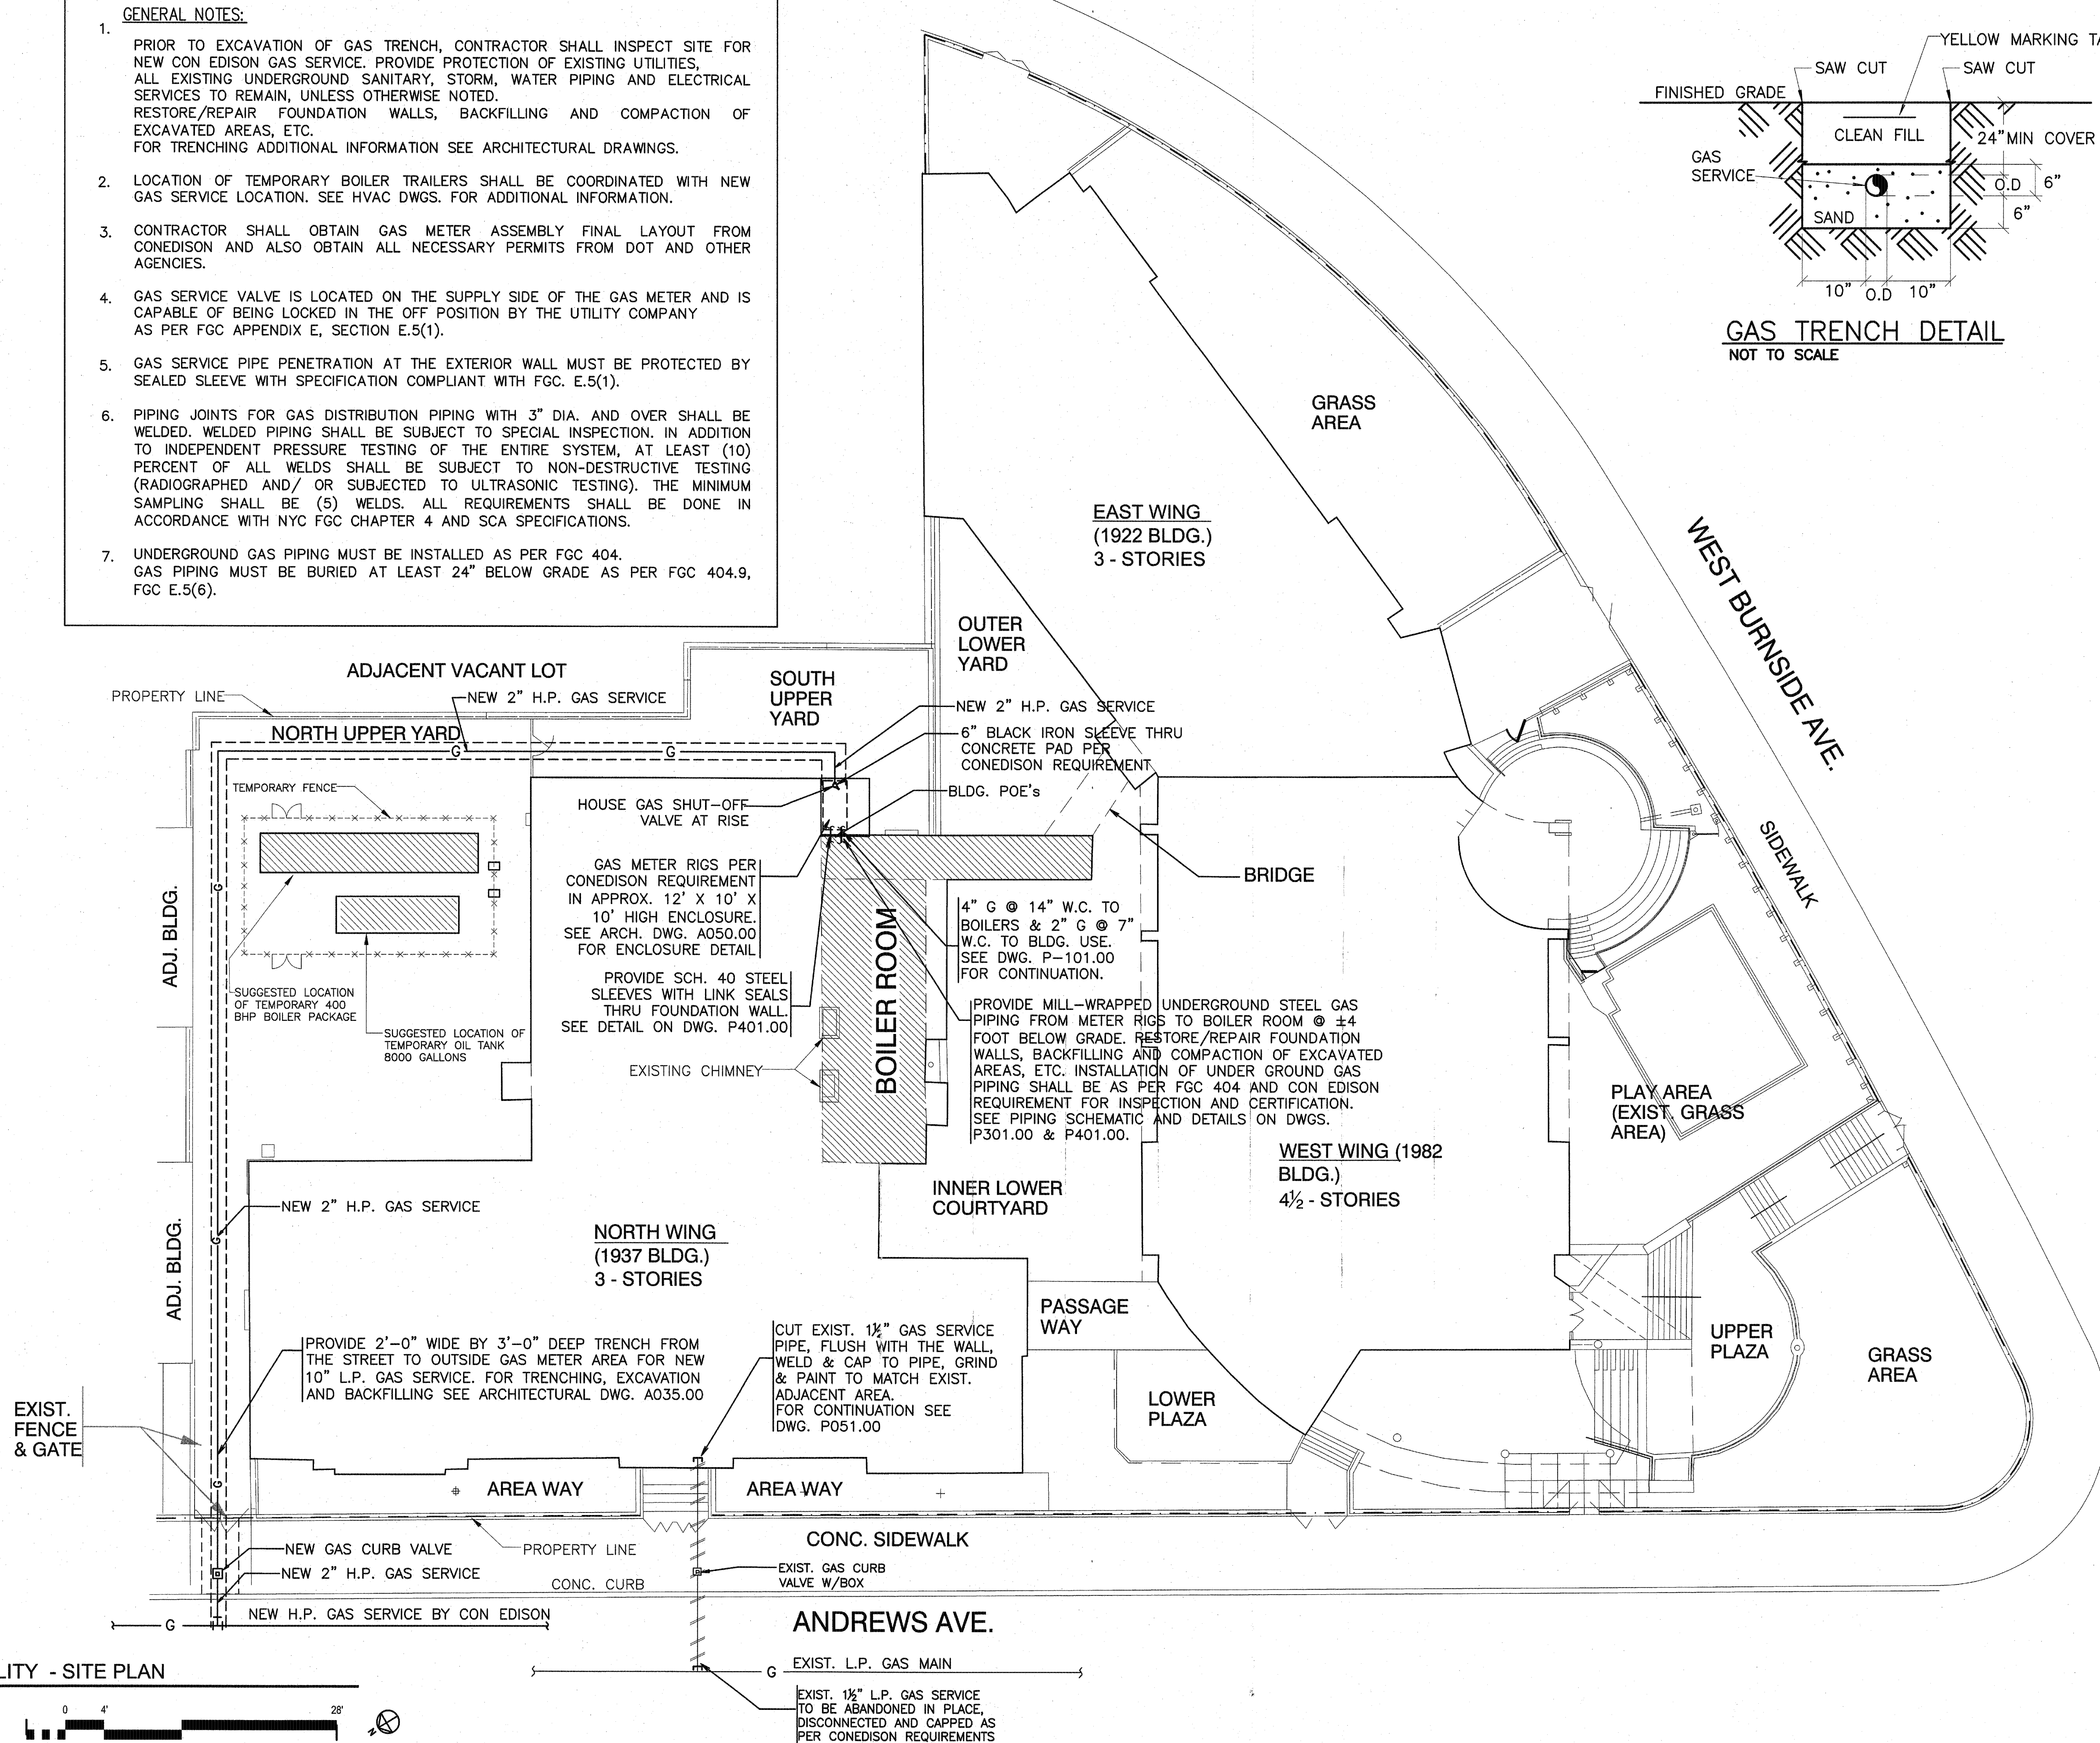 GENERAL NOTES:
1.
PRIOR TO EXCAVATION OF GAS TRENCH, CONTRACTOR SHALL INSPECT SITE FOR
NEW CON EDISON GAS SERVICE. PROVIDE PROTECTION OF EXISTING UTILITIES,
ALL EXISTING UNDERGROUND SANITARY, STORM, WATER PIPING AND ELECTRICAL
SERVICES TO REMAIN, UNLESS OTHERWISE NOTED.
RESTORE/REPAIR FOUNDATION WALLS, BACKFILLING AND COMPACTION OF
EXCAVATED AREAS, ETC.
FOR TRENCHING ADDITIONAL INFORMATION SEE ARCHITECTURAL DRAWINGS.
2. LOCATION OF TEMPORARY BOILER TRAILERS SHALL BE COORDINATED WITH NEW
GAS SERVICE LOCATION. SEE HVAC DWGS. FOR ADDITIONAL INFORMATION.
3. CONTRACTOR SHALL OBTAIN GAS METER ASSEMBLY FINAL LAYOUT FROM
CONEDISON AND ALSO OBTAIN ALL NECESSARY PERMITS FROM DOT AND OTHER
AGENCIES.
4. GAS SERVICE VALVE IS LOCATED ON THE SUPPLY SIDE OF THE GAS METER AND IS
CAPABLE OF BEING LOCKED IN THE OFF POSITION BY THE UTILITY COMPANY
AS PER FGC APPENDIX E, SECTION E.5(1).
5. GAS SERVICE PIPE PENETRATION AT THE EXTERIOR WALL MUST BE PROTECTED BY
SEALED SLEEVE WITH SPECIFICATION COMPLIANT WITH FGC. E.5(1).
6. PIPING JOINTS FOR GAS DISTRIBUTION PIPING WITH 3" DIA. AND OVER SHALL BE
WELDED. WELDED PIPING SHALL BE SUBJECT TO SPECIAL INSPECTION. IN ADDITION
TO INDEPENDENT PRESSURE TESTING OF THE ENTIRE SYSTEM, AT LEAST (10)
PERCENT OF ALL WELDS SHALL BE SUBJECT TO NON-DESTRUCTIVE TESTING
(RADIOGRAPHED AND/ OR SUBJECTED TO ULTRASONIC TESTING). THE MINIMUM
SAMPLING SHALL BE (5) WELDS. ALL REQUIREMENTS SHALL BE DONE IN
ACCORDANCE WITH NYC FGC CHAPTER 4 AND SCA SPECIFICATIONS.
7. UNDERGROUND GAS PIPING MUST BE INSTALLED AS PER FGC 404.
GAS PIPING MUST BE BURIED AT LEAST 24" BELOW GRADE AS PER FGC 404.9,
FGC E.5(6).
YELLOW MARKING
SAW CUT
SAW CUT
FINISHED GRADE
CLEAN FILL
24" MIN COVER
GAS
SERVICE
O.D
6"
SAND
6"
10" O.D 10"
GAS TRENCH DETAIL
NOT TO SCALE
GRASS
AREA
EAST WING
(1922 BLDG.)
3 - STORIES
WEST BURNSIDE AVE.
SIDEWALK
OUTER
LOWER
YARD
ADJACENT VACANT LOT
SOUTH
UPPER
YARD
PROPERTY LINE
NEW 2" H.P. GAS SERVICE
NORTH UPPER YARD
G
G
NEW 2" H.P. GAS SERVICE
6" BLACK IRON SLEEVE THRU
CONCRETE PAD PER
CONEDISON REQUIREMENT
BLDG. POE's
TEMPORARY FENCE
HOUSE GAS SHUT-OFF
VALVE AT RISE
BRIDGE
GAS METER RIGS PER
CONEDISON REQUIREMENT
IN APPROX. 12' X 10' X
10' HIGH ENCLOSURE.
SEE ARCH. DWG. A050.00
FOR ENCLOSURE DETAIL
4" G @ 14" W.C. TO
BOILERS & 2" G @ 7"
W.C. TO BLDG. USE.
SEE DWG. P-101.00
FOR CONTINUATION.
BOILER ROOM
G
ADJ. BLDG.
SUGGESTED LOCATION
OF TEMPORARY 400
BHP BOILER PACKAGE
SUGGESTED LOCATION OF
TEMPORARY OIL TANK
8000 GALLONS
PROVIDE SCH. 40 STEEL
SLEEVES WITH LINK SEALS
THRU FOUNDATION WALL.
SEE DETAIL ON DWG. P401.00
EXISTING CHIMNEY
PROVIDE MILL-WRAPPED UNDERGROUND STEEL GAS
PIPING FROM METER RIGS TO BOILER ROOM @ ±4
FOOT BELOW GRADE. RESTORE/REPAIR FOUNDATION
WALLS, BACKFILLING AND COMPACTION OF EXCAVATED
AREAS, ETC. INSTALLATION OF UNDER GROUND GAS
PIPING SHALL BE AS PER FGC 404 AND CON EDISON
REQUIREMENT FOR INSPECTION AND CERTIFICATION.
SEE PIPING SCHEMATIC AND DETAILS ON DWGS.
P301.00 & P401.00.
PLAY AREA
(EXIST. GRASS
AREA)
WEST WING (1982
BLDG.)
4½ - STORIES
INNER LOWER
COURTYARD
NEW 2" H.P. GAS SERVICE
G
ADJ. BLDG.
NORTH WING
(1937 BLDG.)
3 - STORIES
PASSAGE
WAY
PROVIDE 2'-0" WIDE BY 3'-0" DEEP TRENCH FROM
THE STREET TO OUTSIDE GAS METER AREA FOR NEW
10" L.P. GAS SERVICE. FOR TRENCHING, EXCAVATION
AND BACKFILLING SEE ARCHITECTURAL DWG. A035.00
CUT EXIST. 1½" GAS SERVICE
PIPE, FLUSH WITH THE WALL,
WELD & CAP TO PIPE, GRIND
& PAINT TO MATCH EXIST.
ADJACENT AREA.
FOR CONTINUATION SEE
DWG. P051.00
UPPER
PLAZA
GRASS
AREA
LOWER
PLAZA
EXIST.
FENCE
& GATE
G
AREA WAY
AREA WAY
CONC. SIDEWALK
NEW GAS CURB VALVE
PROPERTY LINE
NEW 2" H.P. GAS SERVICE
CONC. CURB
EXIST. GAS CURB
VALVE W/BOX
NEW H.P. GAS SERVICE BY CON EDISON
G
ANDREWS AVE.
G EXIST. L.P. GAS MAIN
EXIST. 1½" L.P. GAS SERVICE
TO BE ABANDONED IN PLACE,
DISCONNECTED AND CAPPED AS
PER CONEDISON REQUIREMENTS
LITY - SITE PLAN
0 4' 28'
N